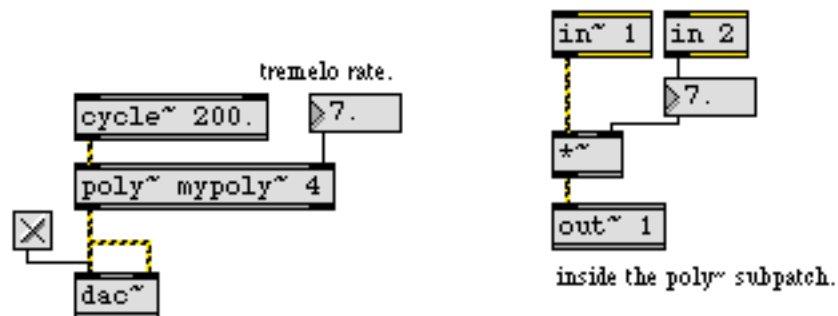 tremelo rate.
cycle~ 200.
7.
poly~ mypoly~ 4
dac~
in~ 1
in 2
7.
*~
out~ 1
inside the poly~ subpatch.